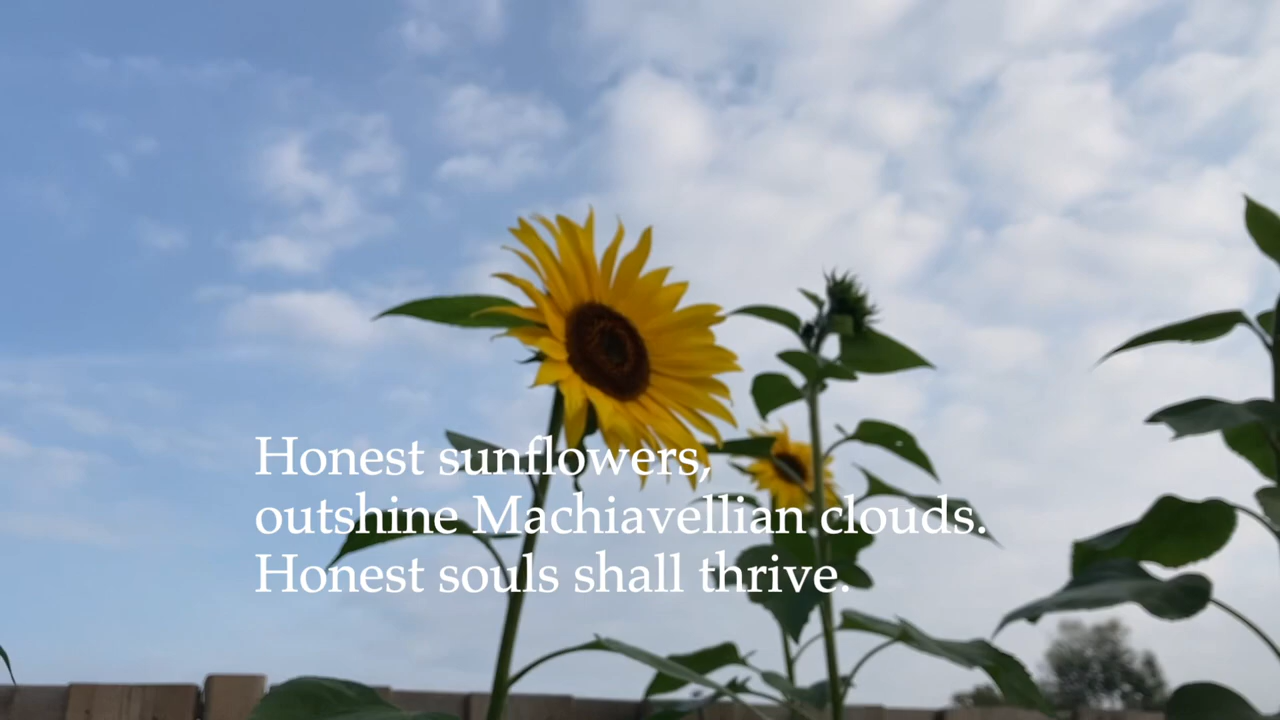 Honest sunflowers,
outshine Machiavellian clouds.
Honest souls shall thrive.